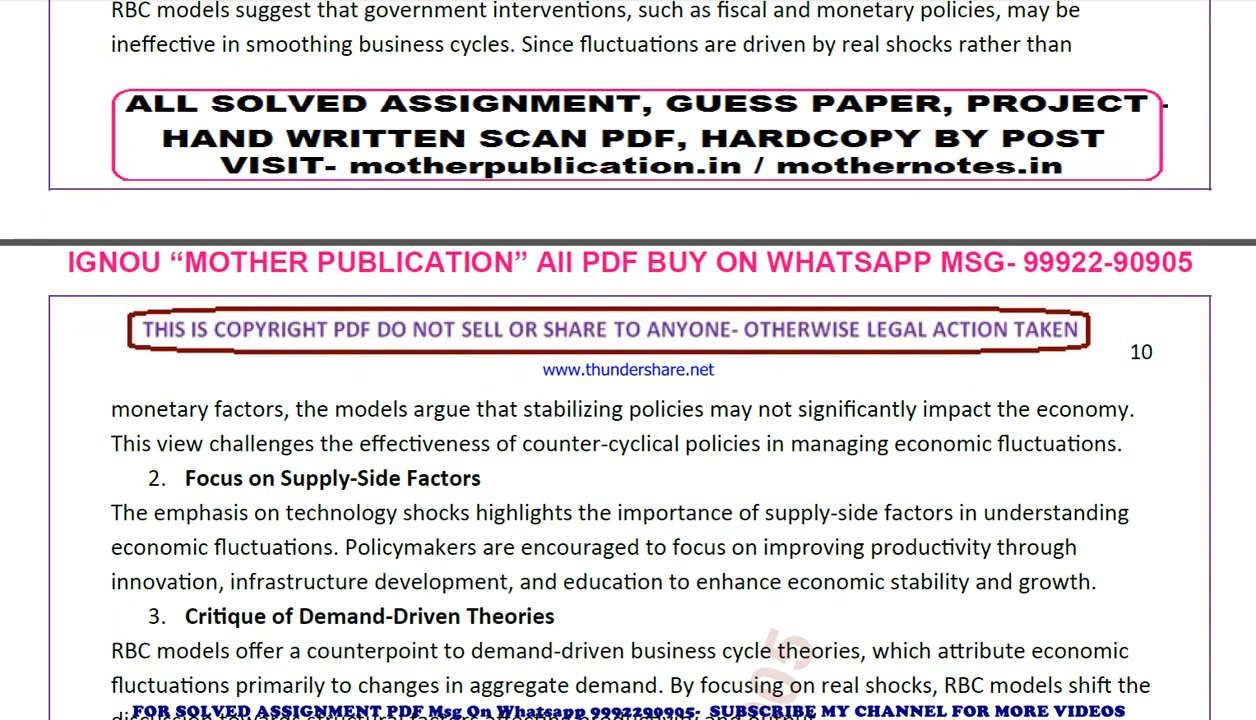 RBC models suggest that government interventions, such as fiscal and monetary policies, may be
ineffective in smoothing business cycles. Since fluctuations are driven by real shocks rather than
ALL SOLVED ASSIGNMENT, GUESS PAPER, PROJECT -
HAND WRITTEN SCAN PDF, HARDCOPY BY POST
VISIT- motherpublication.in / mothernotes.in
IGNOU “MOTHER PUBLICATION” All PDF BUY ON WHATSAPP MSG- 99922-90905
THIS IS COPYRIGHT PDF DO NOT SELL OR SHARE TO ANYONE- OTHERWISE LEGAL ACTION TAKEN
10
www.thundershare.net
monetary factors, the models argue that stabilizing policies may not significantly impact the economy.
This view challenges the effectiveness of counter-cyclical policies in managing economic fluctuations.
2. Focus on Supply-Side Factors
The emphasis on technology shocks highlights the importance of supply-side factors in understanding
economic fluctuations. Policymakers are encouraged to focus on improving productivity through
innovation, infrastructure development, and education to enhance economic stability and growth.
3. Critique of Demand-Driven Theories
RBC models offer a counterpoint to demand-driven business cycle theories, which attribute economic
fluctuations primarily to changes in aggregate demand. By focusing on real shocks, RBC models shift the
FOR SOLVED ASSIGNMENT PDF Msg On Whatsapp 9992290905- SUBSCRIBE MY CHANNEL FOR MORE VIDEOS